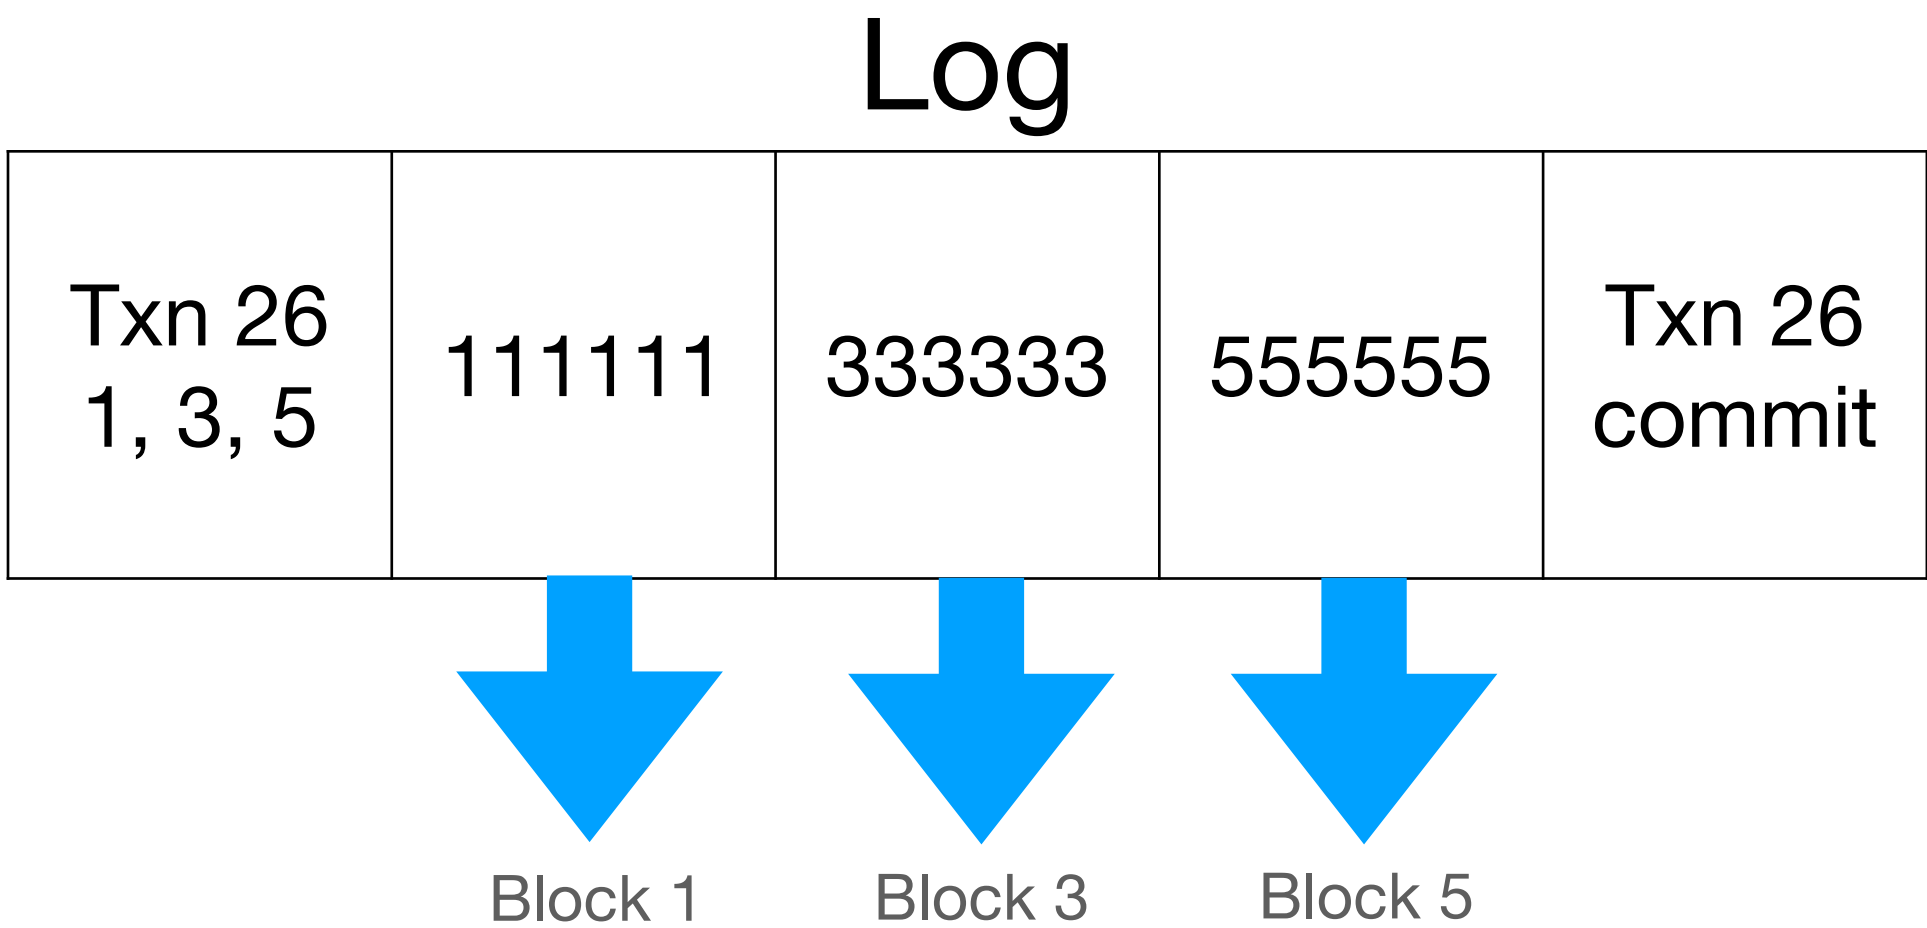 Log
Txn 26
1, 3, 5
111111
333333
555555
Txn 26
commit
Block 1
Block 3
Block 5